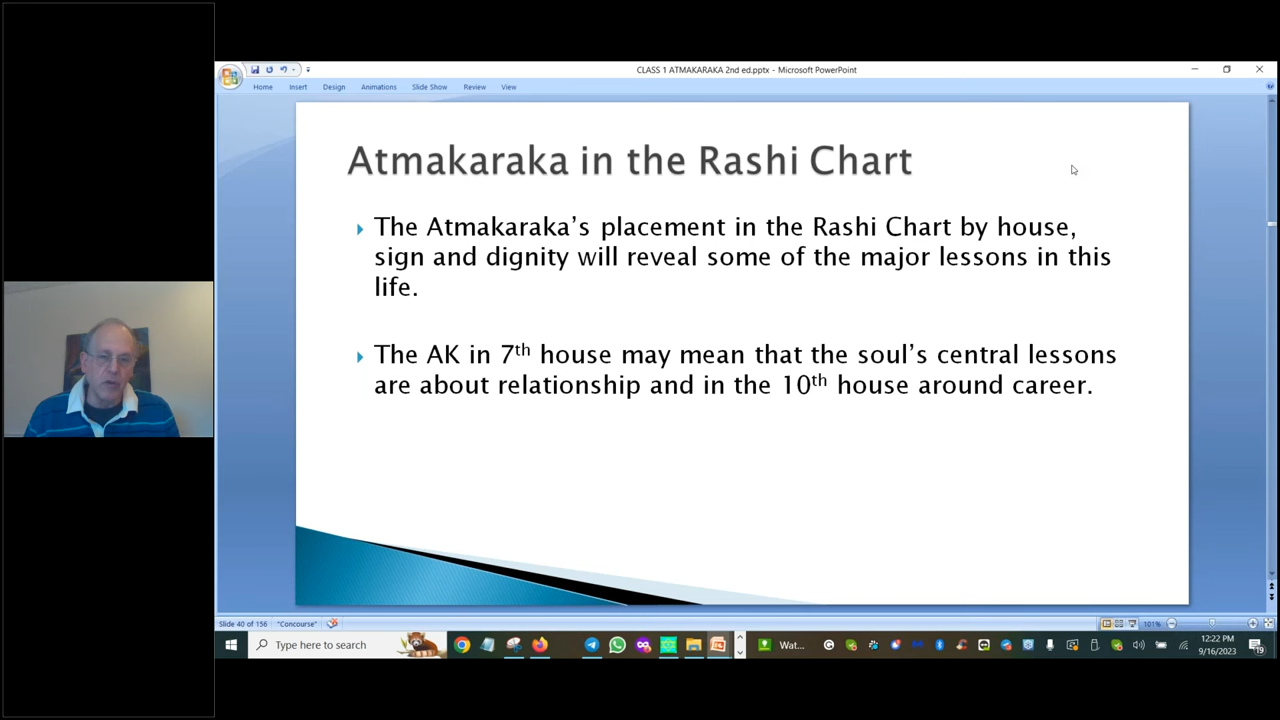 CLASS 1 ATMAKARAKA 2nd ed.pptx - Microsoft PowerPoint
Home Insert Design Animations Slide Show Review View
Atmakaraka in the Rashi Chart
The Atmakaraka’s placement in the Rashi Chart by house,
sign and dignity will reveal some of the major lessons in this
life.
The AK in 7th house may mean that the soul’s central lessons
are about relationship and in the 10th house around career.
Slide 40 of 156 "Concourse" 101%
Type here to search Wat... 12:22 PM
9/16/2023 19